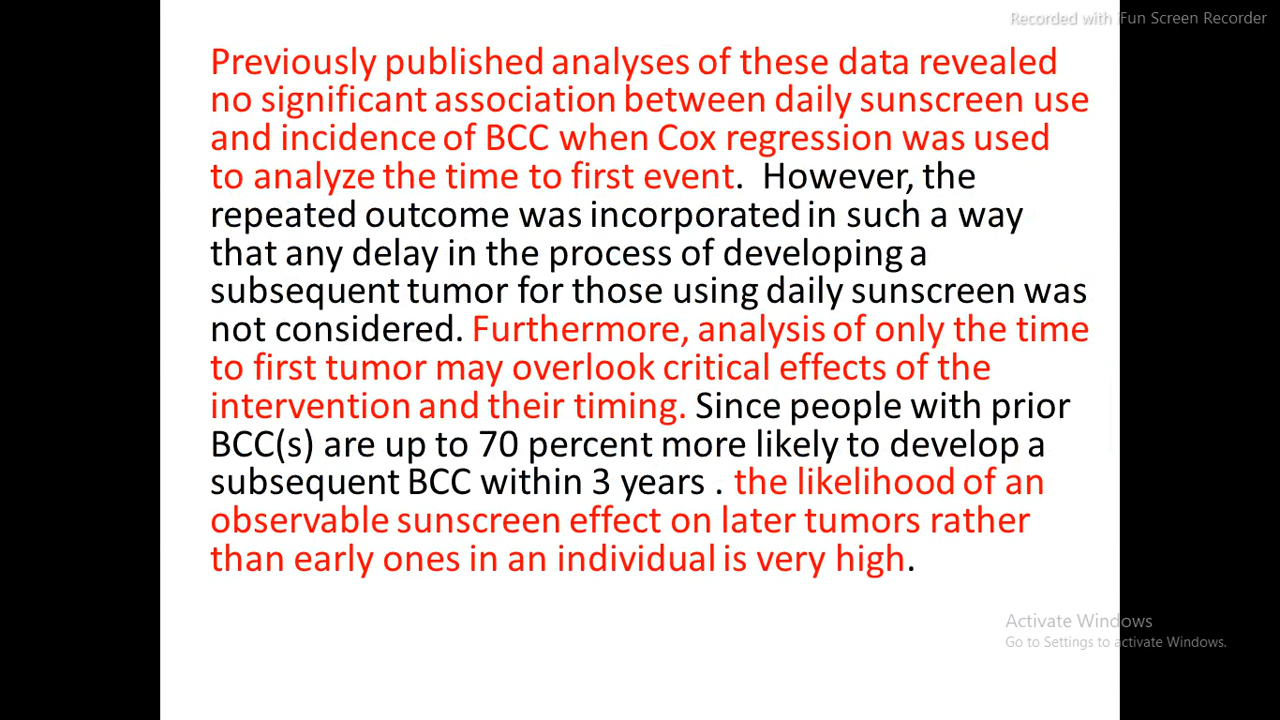 Recorded with iFun Screen Recorder
Previously published analyses of these data revealed
no significant association between daily sunscreen use
and incidence of BCC when Cox regression was used
to analyze the time to first event.  However, the
repeated outcome was incorporated in such a way
that any delay in the process of developing a
subsequent tumor for those using daily sunscreen was
not considered. Furthermore, analysis of only the time
to first tumor may overlook critical effects of the
intervention and their timing. Since people with prior
BCC(s) are up to 70 percent more likely to develop a
subsequent BCC within 3 years . the likelihood of an
observable sunscreen effect on later tumors rather
than early ones in an individual is very high.
Activate Windows
Go to Settings to activate Windows.